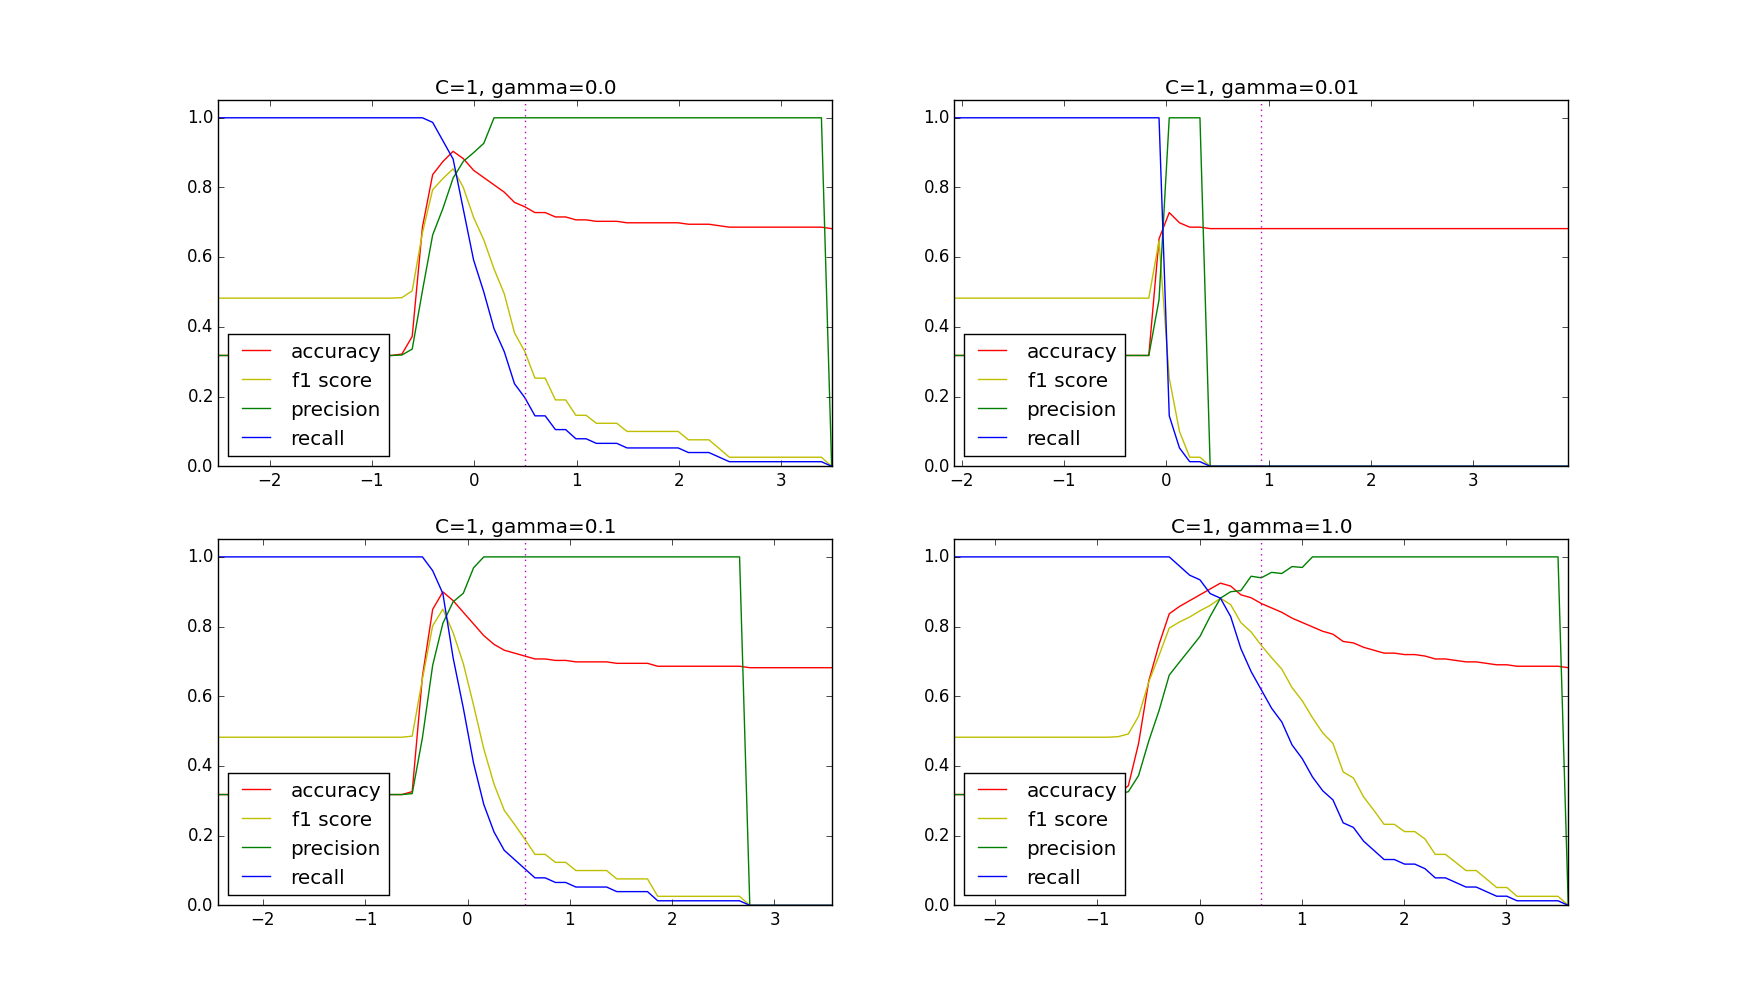 C=1, gamma=0.0
1.0
0.8
0.6
0.4
0.2
0.0
accuracy
f1 score
precision
recall
−2 −1 0 1 2 3
C=1, gamma=0.01
1.0
0.8
0.6
0.4
0.2
0.0
accuracy
f1 score
precision
recall
−2 −1 0 1 2 3
C=1, gamma=0.1
1.0
0.8
0.6
0.4
0.2
0.0
accuracy
f1 score
precision
recall
−2 −1 0 1 2 3
C=1, gamma=1.0
1.0
0.8
0.6
0.4
0.2
0.0
accuracy
f1 score
precision
recall
−2 −1 0 1 2 3